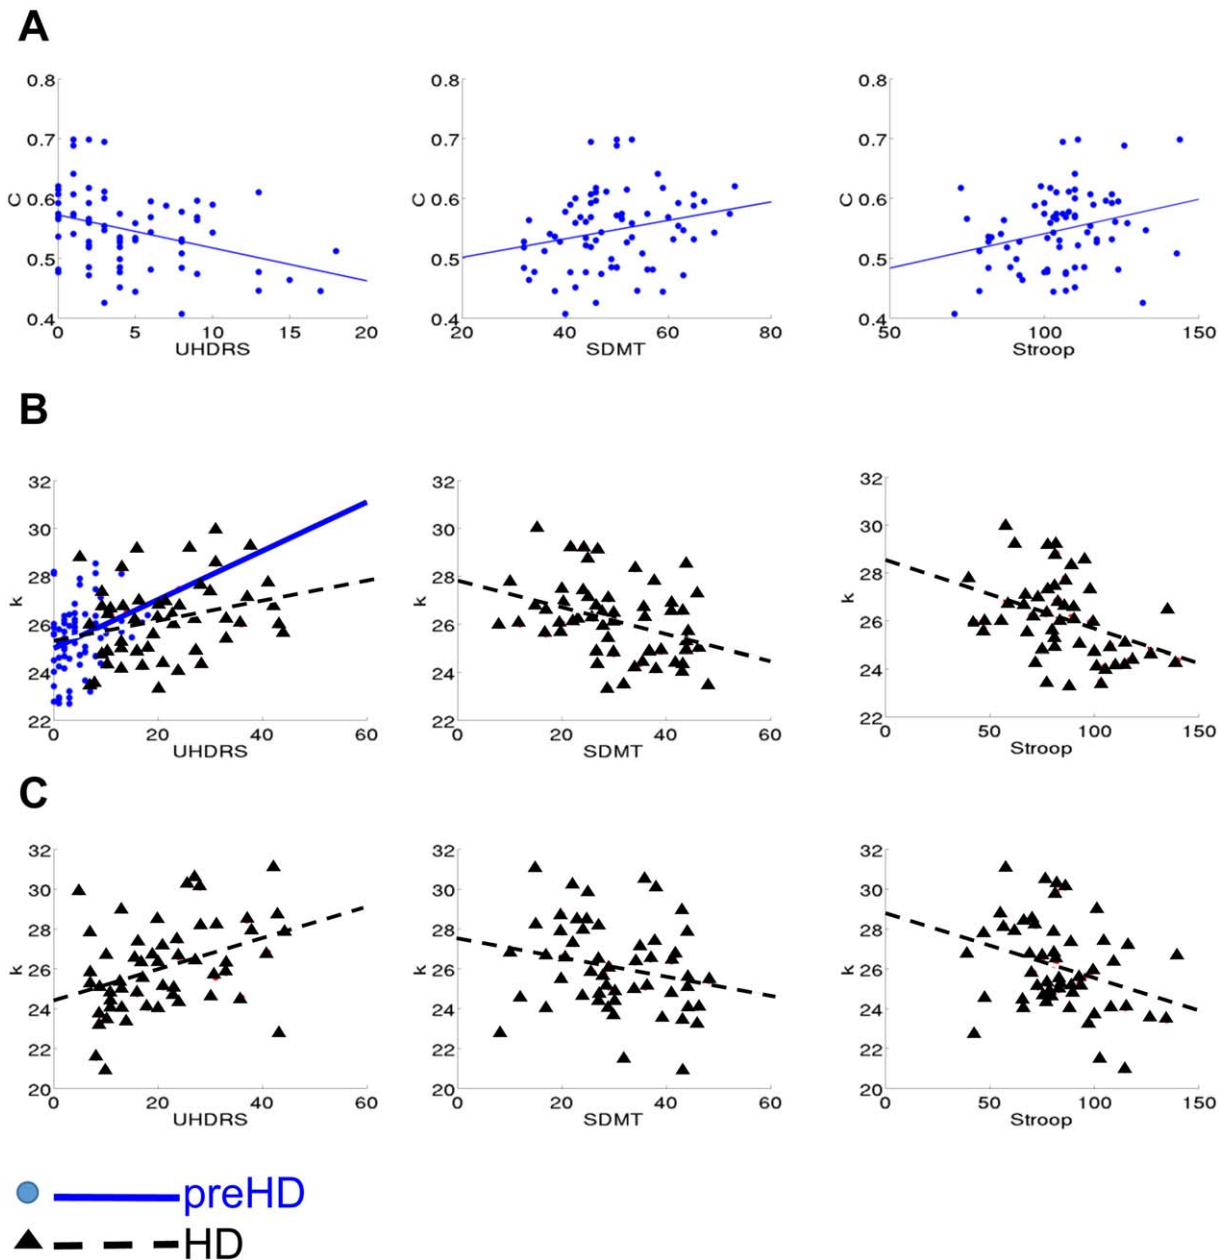 A
0.8 0.8 0.8
0.7 0.7 0.7
C 0.6 C 0.6 C 0.6
0.5 0.5 0.5
0.4 0.4 0.4
0 5 10 15 20 20 40 60 80 50 100 150
UHDRS SDMT Stroop
B
32 32 32
30 30 30
28 28 28
k 26 k 26 k 26
24 24 24
22 22 22
0 20 40 60 0 20 40 60 0 50 100 150
UHDRS SDMT Stroop
C
32 32 32
30 30 30
28 28 28
k 26 k 26 k 26
24 24 24
22 22 22
20 20 20
0 20 40 60 0 20 40 60 0 50 100 150
UHDRS SDMT Stroop
preHD
HD